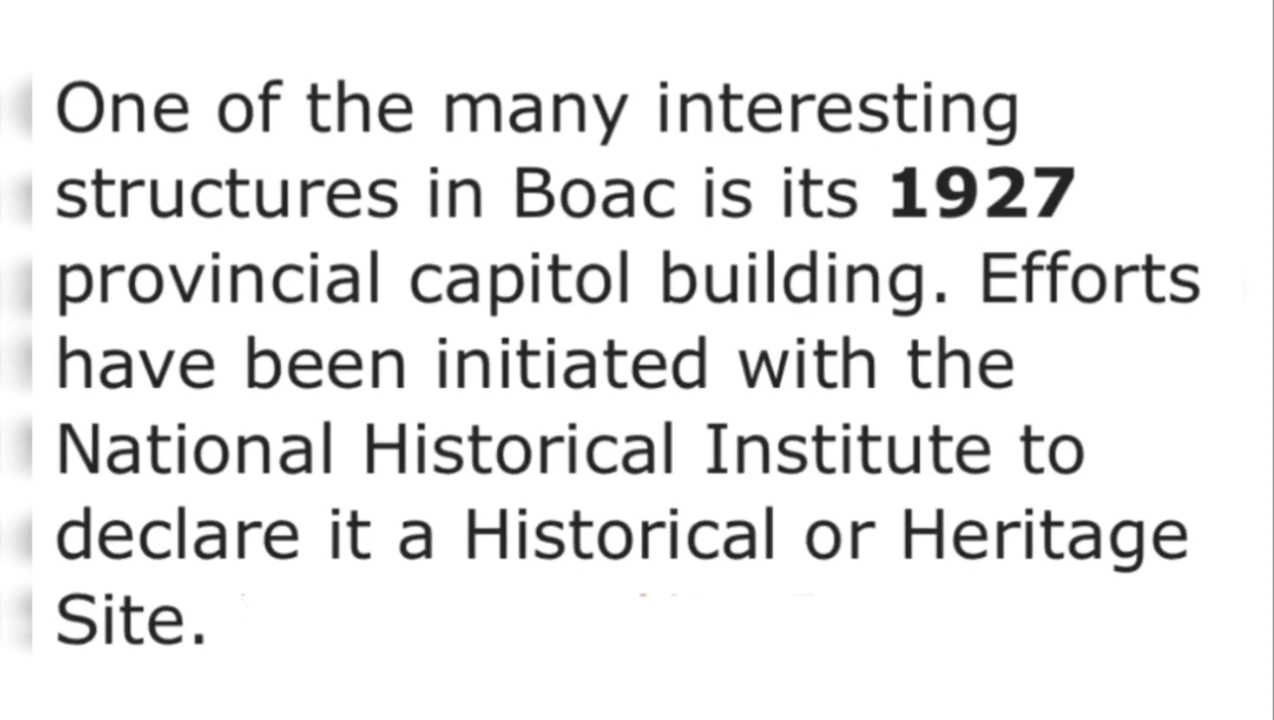 One of the many interesting
structures in Boac is its 1927
provincial capitol building. Efforts
have been initiated with the
National Historical Institute to
declare it a Historical or Heritage
Site.